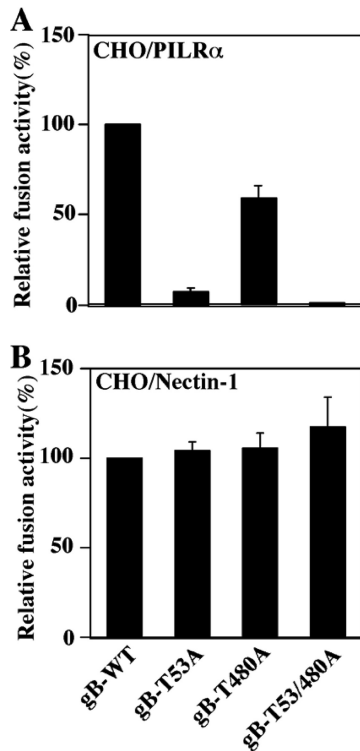 A
CHO/PILRα
Relative fusion activity(%)
150
100
50
0
B
CHO/Nectin-1
Relative fusion activity(%)
150
100
50
0
gB-WT
gB-T53A
gB-T480A
gB-T53/480A